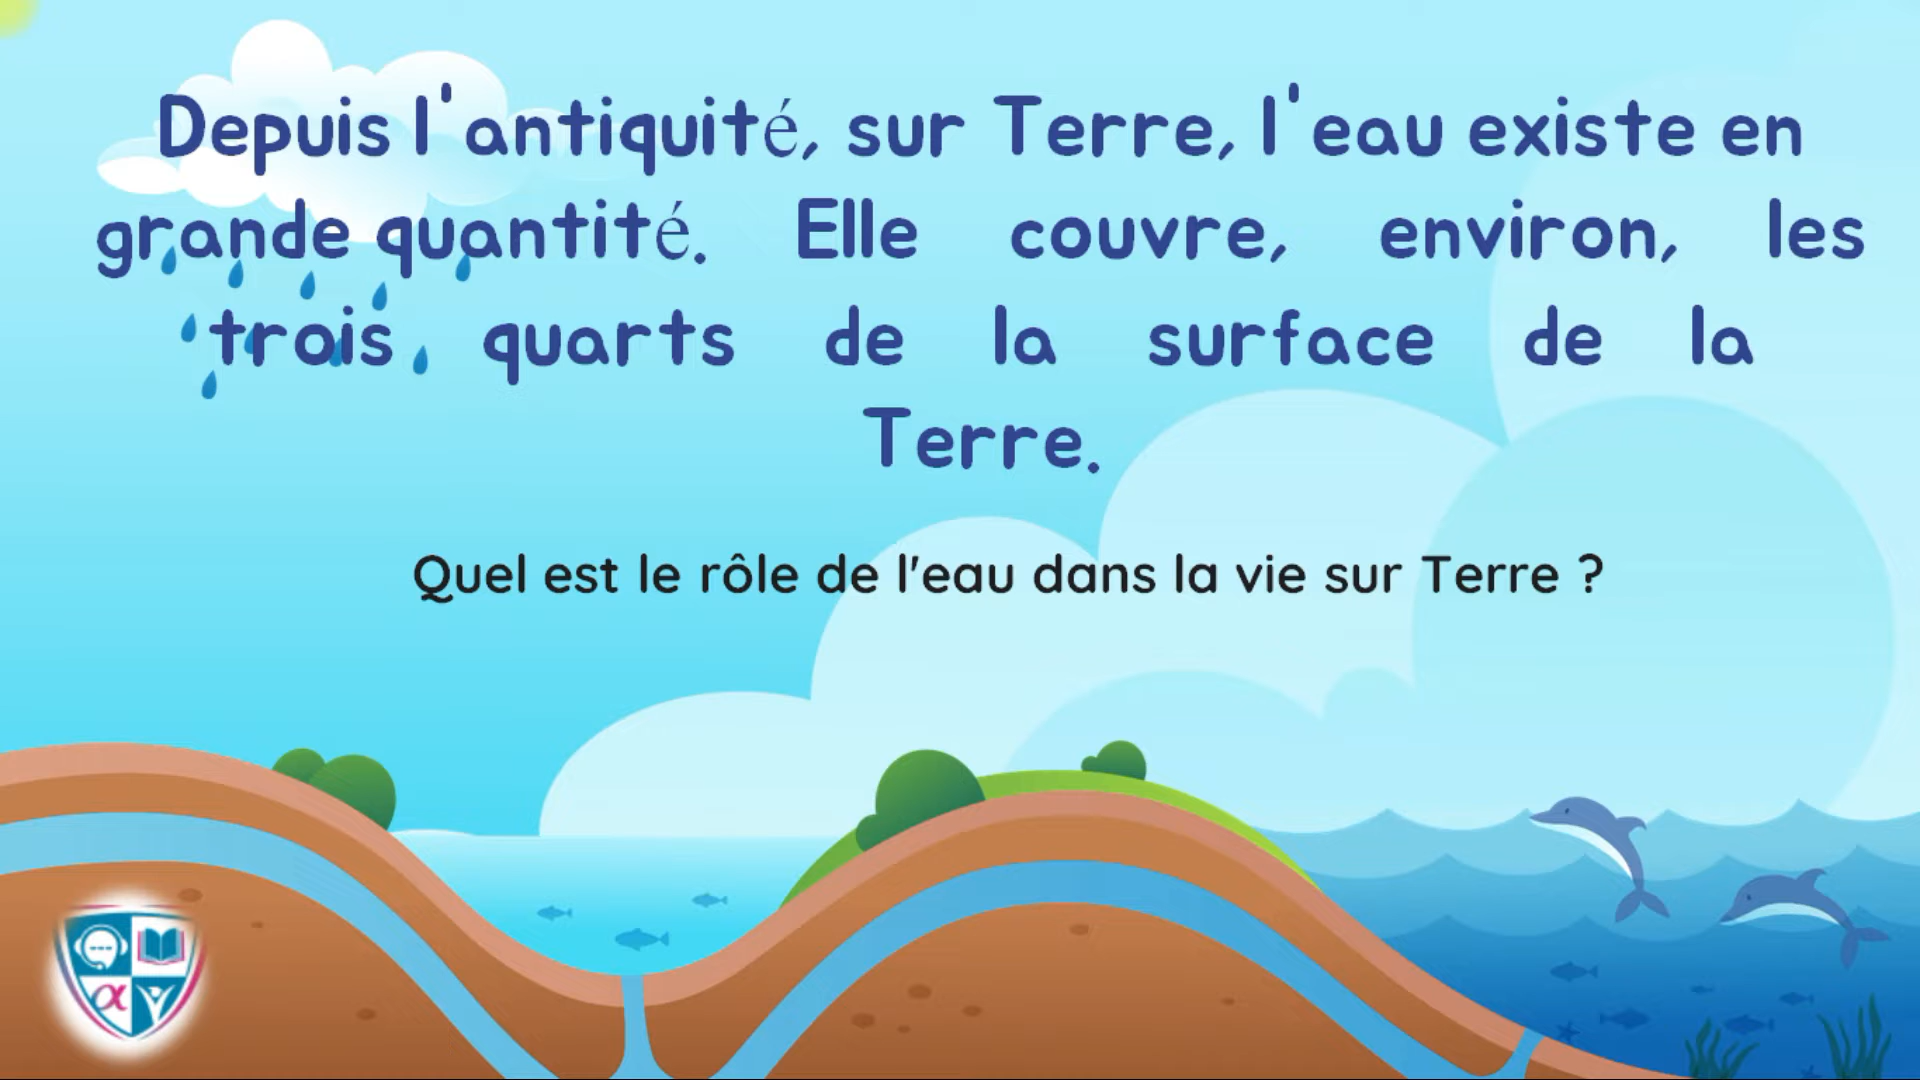 Depuis l'antiquité, sur Terre, l'eau existe en
grande quantité. Elle couvre, environ, les
trois quarts de la surface de la
Terre.
Quel est le rôle de l'eau dans la vie sur Terre ?
α